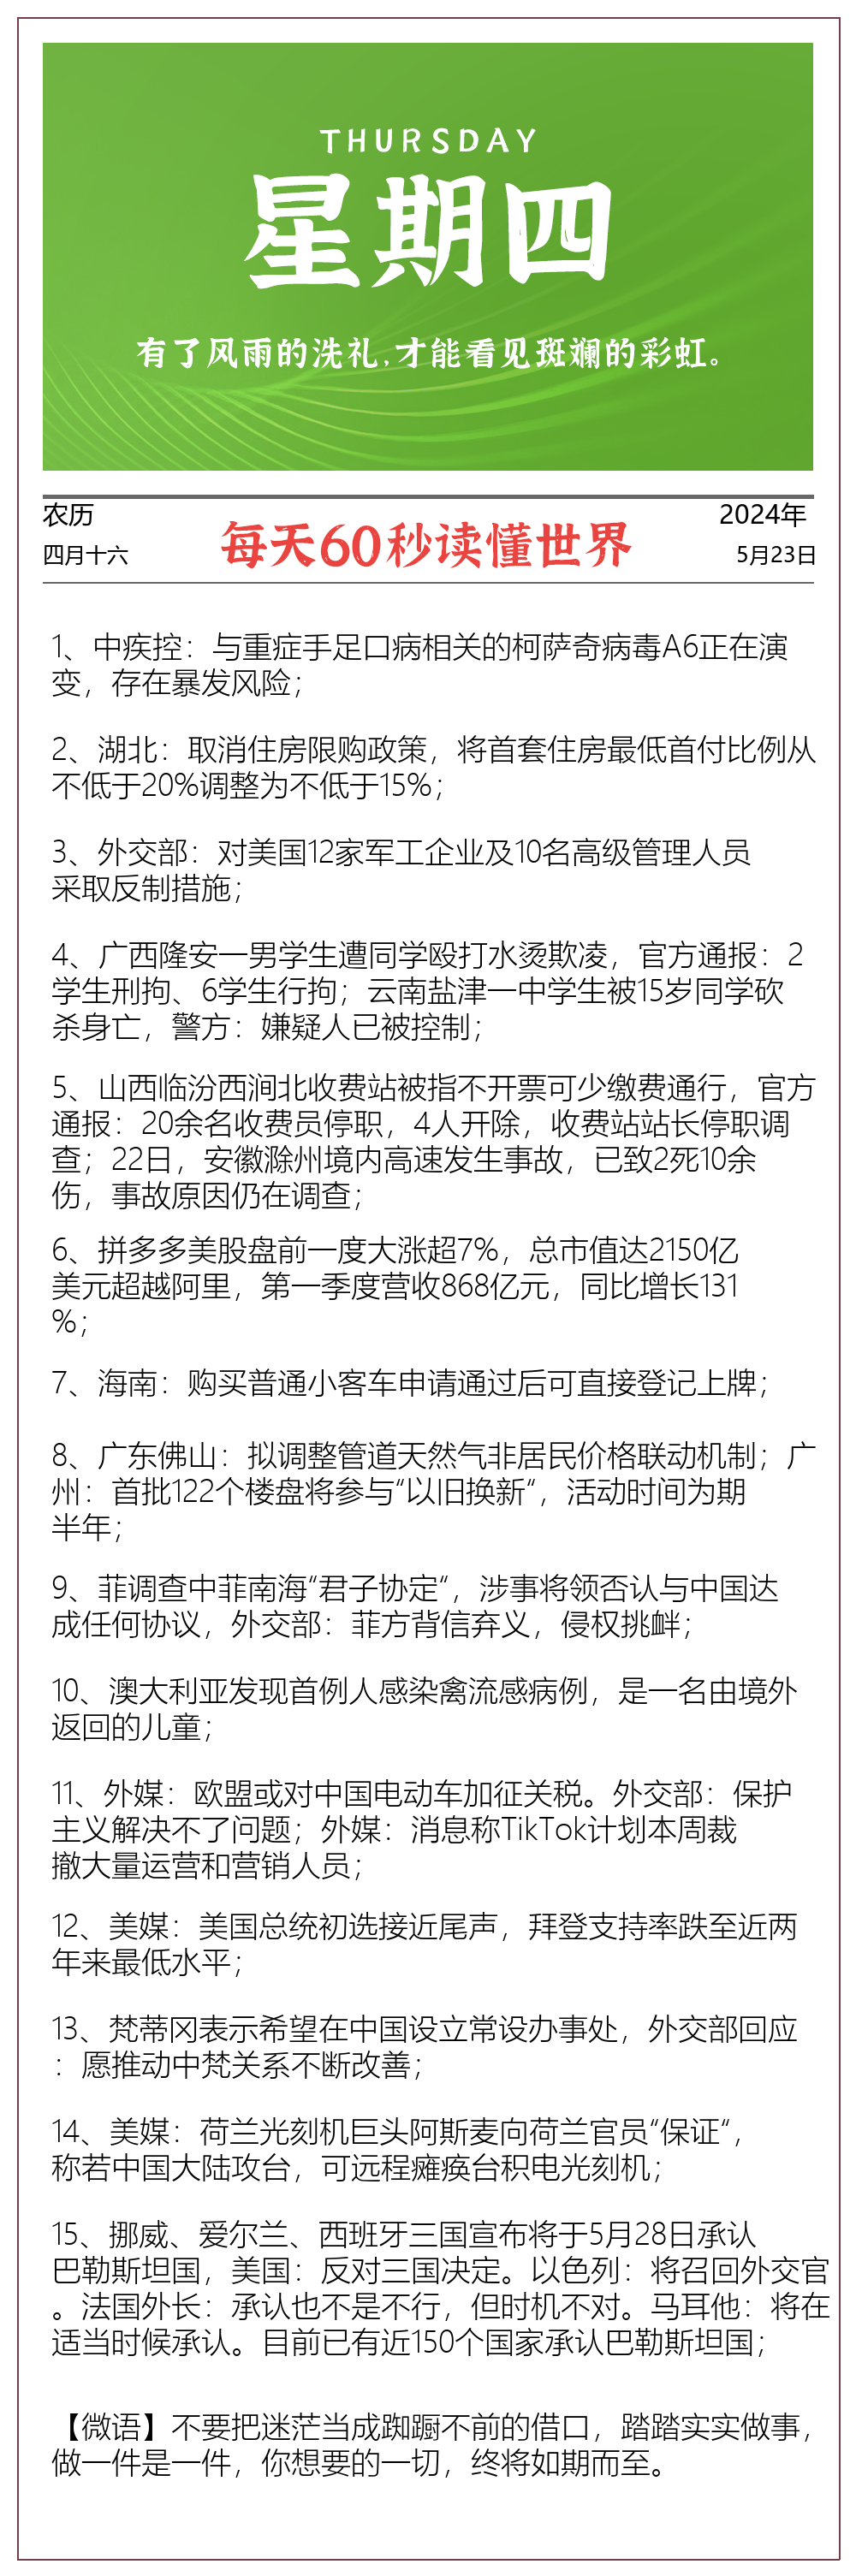 THURSDAY
星期四
有了风雨的洗礼,才能看见斑斓的彩虹。
农历
四月十六
每天60秒读懂世界
2024年
5月23日
1、中疾控：与重症手足口病相关的柯萨奇病毒A6正在演
变，存在暴发风险；
2、湖北：取消住房限购政策，将首套住房最低首付比例从
不低于20%调整为不低于15%；
3、外交部：对美国12家军工企业及10名高级管理人员
采取反制措施；
4、广西隆安一男学生遭同学殴打水烫欺凌，官方通报：2
学生刑拘、6学生行拘；云南盐津一中学生被15岁同学砍
杀身亡，警方：嫌疑人已被控制；
5、山西临汾西涧北收费站被指不开票可少缴费通行，官方
通报：20余名收费员停职，4人开除，收费站站长停职调
查；22日，安徽滁州境内高速发生事故，已致2死10余
伤，事故原因仍在调查；
6、拼多多美股盘前一度大涨超7%，总市值达2150亿
美元超越阿里，第一季度营收868亿元，同比增长131
%；
7、海南：购买普通小客车申请通过后可直接登记上牌；
8、广东佛山：拟调整管道天然气非居民价格联动机制；广
州：首批122个楼盘将参与“以旧换新“，活动时间为期
半年；
9、菲调查中菲南海“君子协定“，涉事将领否认与中国达
成任何协议，外交部：菲方背信弃义，侵权挑衅；
10、澳大利亚发现首例人感染禽流感病例，是一名由境外
返回的儿童；
11、外媒：欧盟或对中国电动车加征关税。外交部：保护
主义解决不了问题；外媒：消息称TikTok计划本周裁
撤大量运营和营销人员；
12、美媒：美国总统初选接近尾声，拜登支持率跌至近两
年来最低水平；
13、梵蒂冈表示希望在中国设立常设办事处，外交部回应
：愿推动中梵关系不断改善；
14、美媒：荷兰光刻机巨头阿斯麦向荷兰官员“保证“，
称若中国大陆攻台，可远程瘫痪台积电光刻机；
15、挪威、爱尔兰、西班牙三国宣布将于5月28日承认
巴勒斯坦国，美国：反对三国决定。以色列：将召回外交官
。法国外长：承认也不是不行，但时机不对。马耳他：将在
适当时候承认。目前已有近150个国家承认巴勒斯坦国；
【微语】不要把迷茫当成踟蹰不前的借口，踏踏实实做事，
做一件是一件，你想要的一切，终将如期而至。